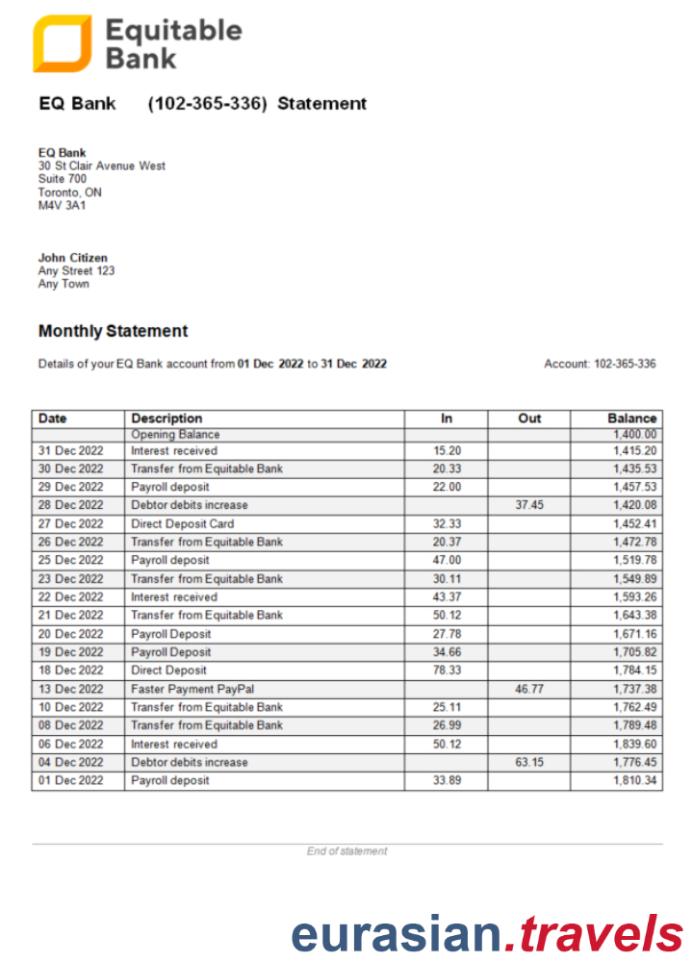 Equitable
Bank
EQ Bank (102-365-336) Statement
EQ Bank
30 St Clair Avenue West
Suite 700
Toronto, ON
M4V 3A1
John Citizen
Any Street 123
Any Town
Monthly Statement
Details of your EQ Bank account from 01 Dec 2022 to 31 Dec 2022 Account: 102-365-336
Date Description In Out Balance
Opening Balance 1,400.00
31 Dec 2022 Interest received 15.20 1,415.20
30 Dec 2022 Transfer from Equitable Bank 20.33 1,435.53
29 Dec 2022 Payroll deposit 22.00 1,457.53
28 Dec 2022 Debtor debits increase 37.45 1,420.08
27 Dec 2022 Direct Deposit Card 32.33 1,452.41
26 Dec 2022 Transfer from Equitable Bank 20.37 1,472.78
25 Dec 2022 Payroll deposit 47.00 1,519.78
23 Dec 2022 Transfer from Equitable Bank 30.11 1,549.89
22 Dec 2022 Interest received 43.37 1,593.26
21 Dec 2022 Transfer from Equitable Bank 50.12 1,643.38
20 Dec 2022 Payroll Deposit 27.78 1,671.16
19 Dec 2022 Payroll Deposit 34.66 1,705.82
18 Dec 2022 Direct Deposit 78.33 1,784.15
13 Dec 2022 Faster Payment PayPal 46.77 1,737.38
10 Dec 2022 Transfer from Equitable Bank 25.11 1,762.49
08 Dec 2022 Transfer from Equitable Bank 26.99 1,789.48
06 Dec 2022 Interest received 50.12 1,839.60
04 Dec 2022 Debtor debits increase 63.15 1,776.45
01 Dec 2022 Payroll deposit 33.89 1,810.34
End of statement
eurasian.travels